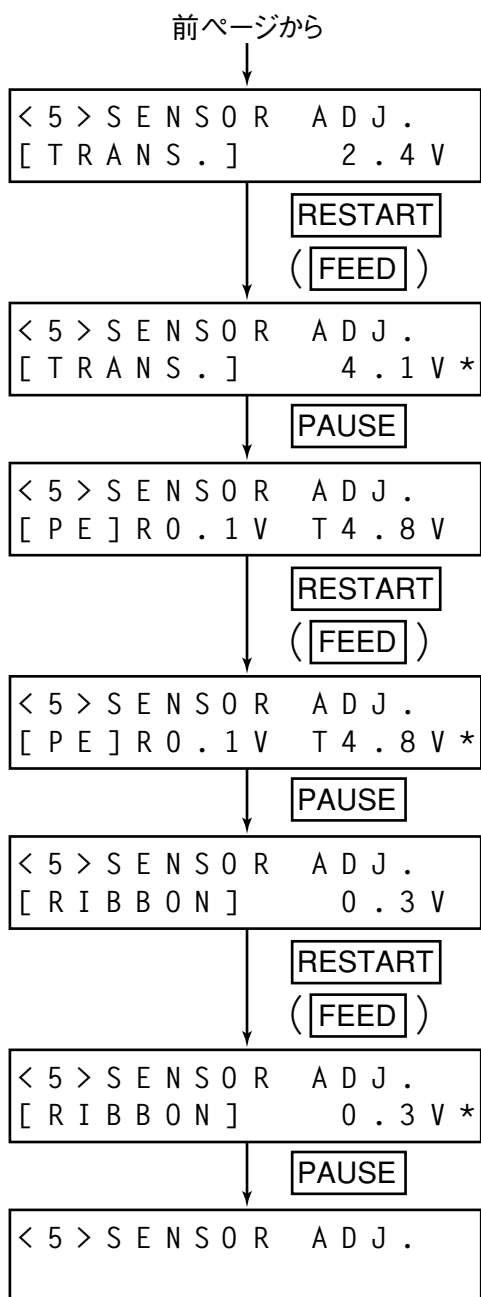 前ページから
<5>SENSOR ADJ.
[TRANS.] 2.4V
RESTART
(FEED)
<5>SENSOR ADJ.
[TRANS.] 4.1V*
PAUSE
<5>SENSOR ADJ.
[PE]R0.1V T4.8V
RESTART
(FEED)
<5>SENSOR ADJ.
[PE]R0.1V T4.8V*
PAUSE
<5>SENSOR ADJ.
[RIBBON] 0.3V
RESTART
(FEED)
<5>SENSOR ADJ.
[RIBBON] 0.3V*
PAUSE
<5>SENSOR ADJ.